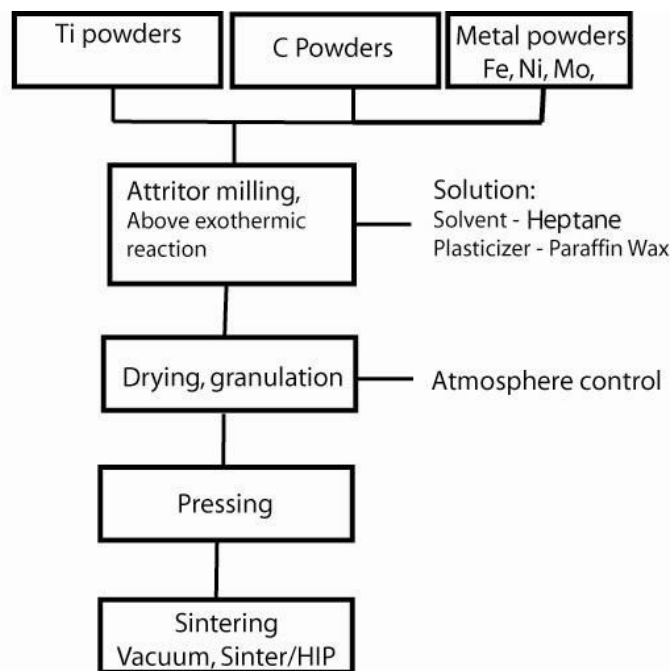 Ti powders
C Powders
Metal powders
Fe, Ni, Mo,
Attritor milling,
Above exothermic
reaction
Solution:
Solvent - Heptane
Plasticizer - Paraffin Wax
Drying, granulation
Atmosphere control
Pressing
Sintering
Vacuum, Sinter/HIP